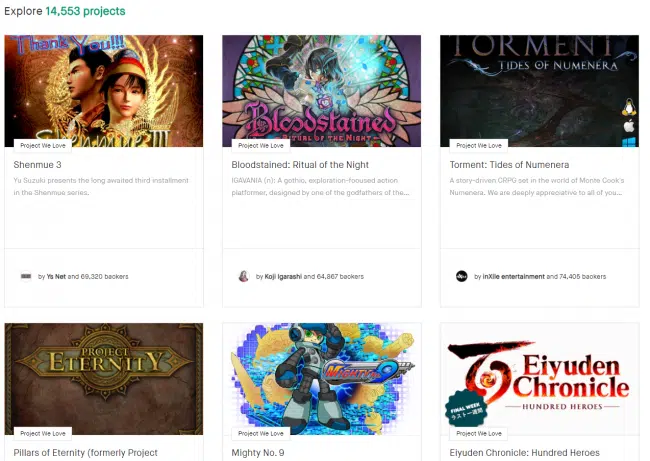 Explore 14,553 projects
Thank You!!!
Shenmue III
Project We Love
Shenmue 3
Yu Suzuki presents the long awaited third installment
in the Shenmue series.
by Ys Net and 69,320 backers
Bloodstained
RITUAL OF THE NIGHT
Project We Love
Bloodstained: Ritual of the Night
IGAVANIA (n): A gothic, exploration-focused action
platformer, designed by one of the godfathers of the...
by Koji Igarashi and 64,867 backers
TORMENT
TIDES OF NUMENERA
Project We Love
Torment: Tides of Numenera
A story-driven CRPG set in the world of Monte Cook's
Numenera. We are deeply appreciative to all of you...
by inXile entertainment and 74,405 backers
PROJECT
ETERNITY
Project We Love
Pillars of Eternity (formerly Project
MIGHTY No. 9
Project We Love
Mighty No. 9
Eiyuden
Chronicle
HUNDRED HEROES
FINAL WEEK
ラスト一週間
Project We Love
Eiyuden Chronicle: Hundred Heroes